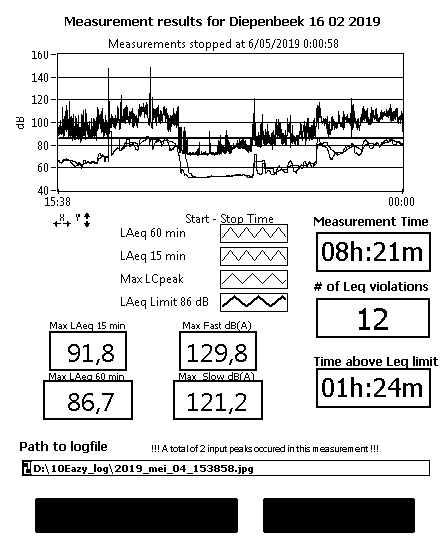 Measurement results for Diepenbeek 16 02 2019
Measurements stopped at 6/05/2019 0:00:58
dB
160
140
120
100
80
60
40
15:38
00:00
X Y
Start - Stop Time
LAeq 60 min
LAeq 15 min
Max LCpeak
LAeq Limit 86 dB
Measurement Time
08h:21m
# of Leq violations
12
Time above Leq limit
01h:24m
Max LAeq 15 min
91,8
Max Fast dB(A)
129,8
Max LAeq 60 min
86,7
Max Slow dB(A)
121,2
Path to logfile
!!! A total of 2 input peaks occured in this measurement !!!
D:\10Eazy_log\2019_mei_04_153858.jpg